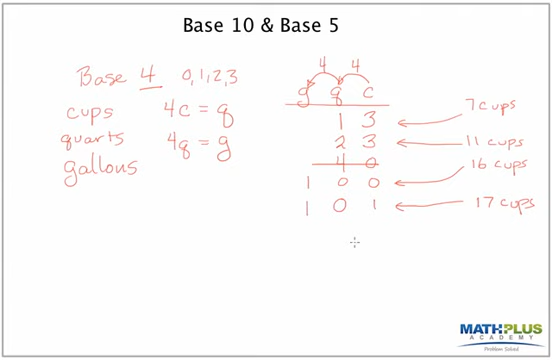 Base 10 & Base 5
Base 4 0,1,2,3
cups 4c = q
quarts 4q = g
gallons
4 4
g q c
1 3 7 cups
2 3 11 cups
4 0 16 cups
1 0 0
1 0 1 17 cups
MATHPLUS
ACADEMY
Problem Solved!